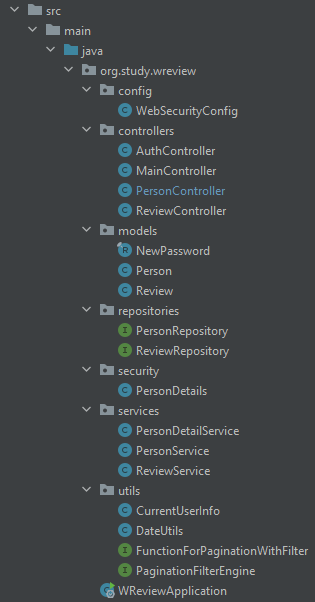 src
main
java
org.study.wreview
config
WebSecurityConfig
controllers
AuthController
MainController
PersonController
ReviewController
models
NewPassword
Person
Review
repositories
PersonRepository
ReviewRepository
security
PersonDetails
services
PersonDetailService
PersonService
ReviewService
utils
CurrentUserInfo
DateUtils
FunctionForPaginationWithFilter
PaginationFilterEngine
WReviewApplication